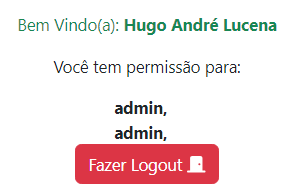 Bem Vindo(a): Hugo André Lucena
Você tem permissão para:
admin,
admin,
Fazer Logout